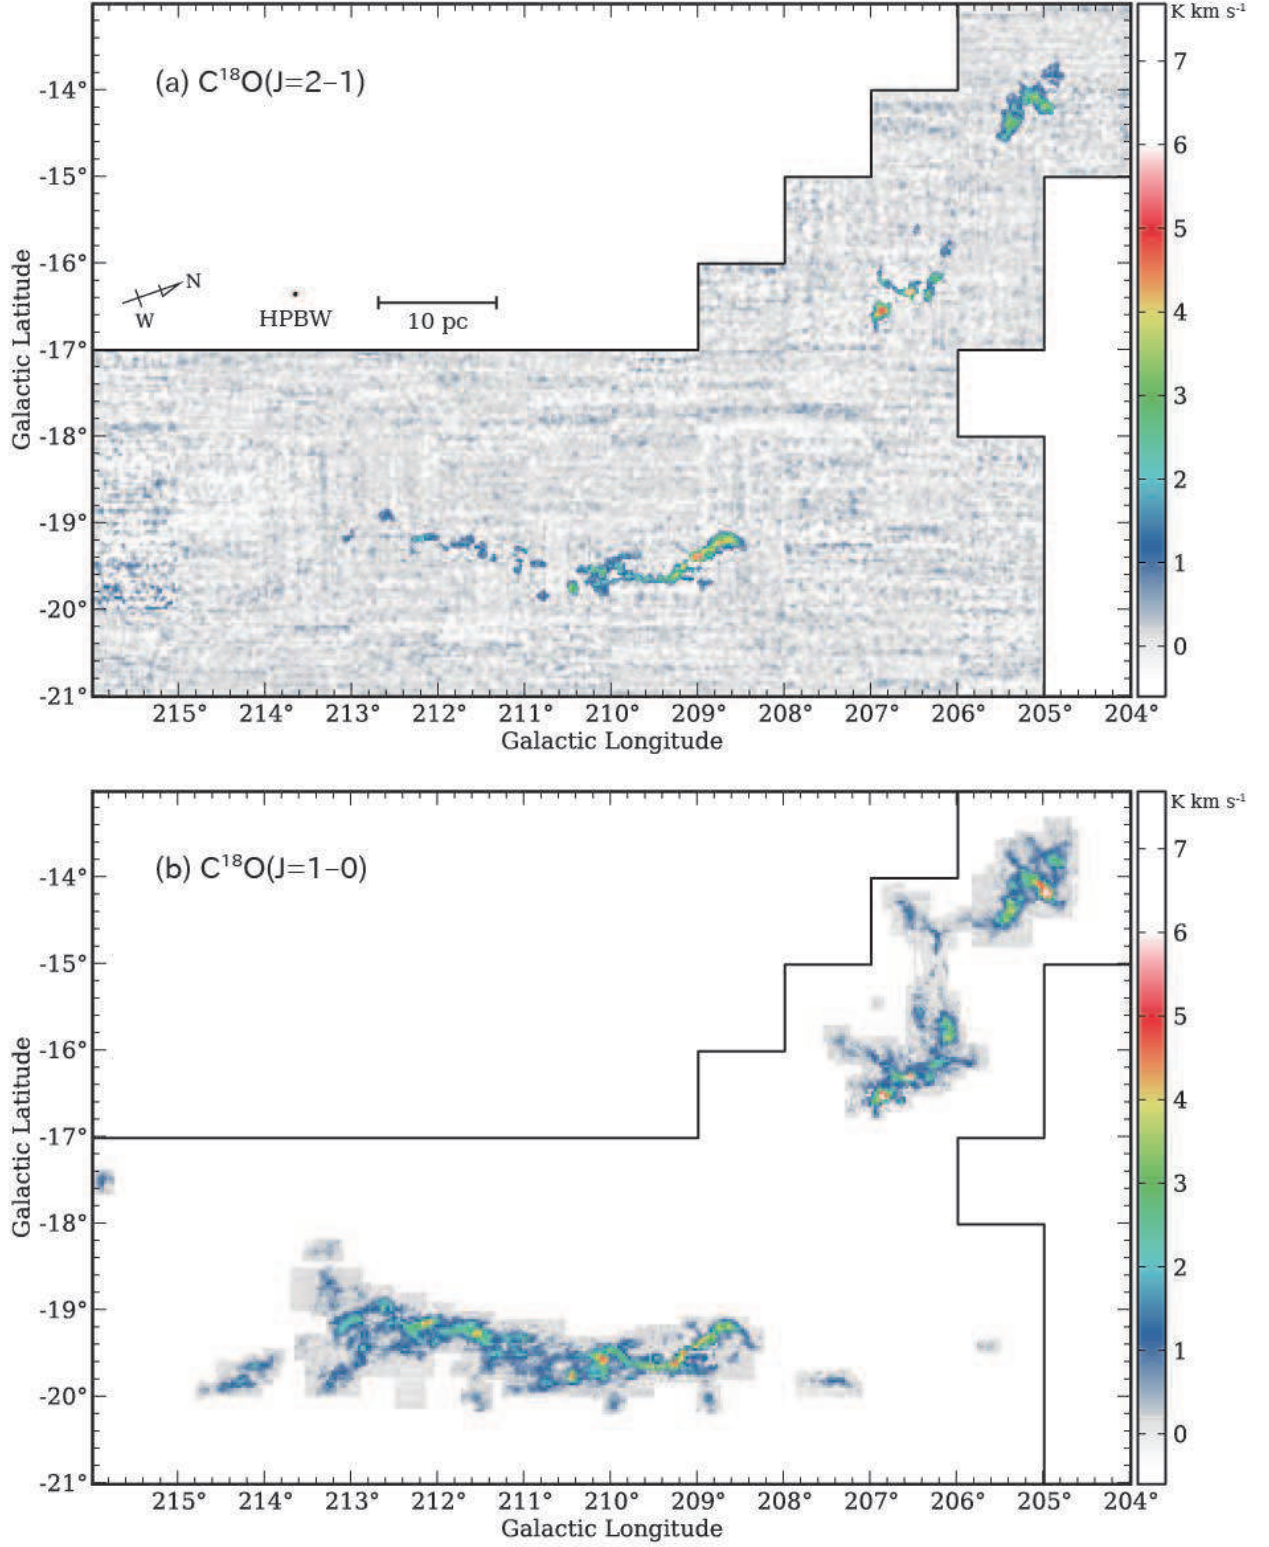 K km s⁻¹
(a) C¹⁸O(J=2–1)
7
6
5
4
3
2
1
0
-14°
-15°
-16°
-17°
-18°
-19°
-20°
-21°
Galactic Latitude
N
W
HPBW
10 pc
215° 214° 213° 212° 211° 210° 209° 208° 207° 206° 205° 204°
Galactic Longitude
K km s⁻¹
(b) C¹⁸O(J=1–0)
7
6
5
4
3
2
1
0
-14°
-15°
-16°
-17°
-18°
-19°
-20°
-21°
Galactic Latitude
215° 214° 213° 212° 211° 210° 209° 208° 207° 206° 205° 204°
Galactic Longitude